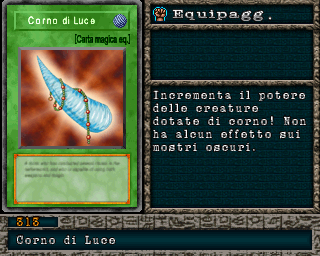 Corno di Luce
[Carta magica eq.]
Equipagg.
Incrementa il potere
delle creature
dotate di corno! Non
ha alcun effetto sui
mostri oscuri.
313
Corno di Luce